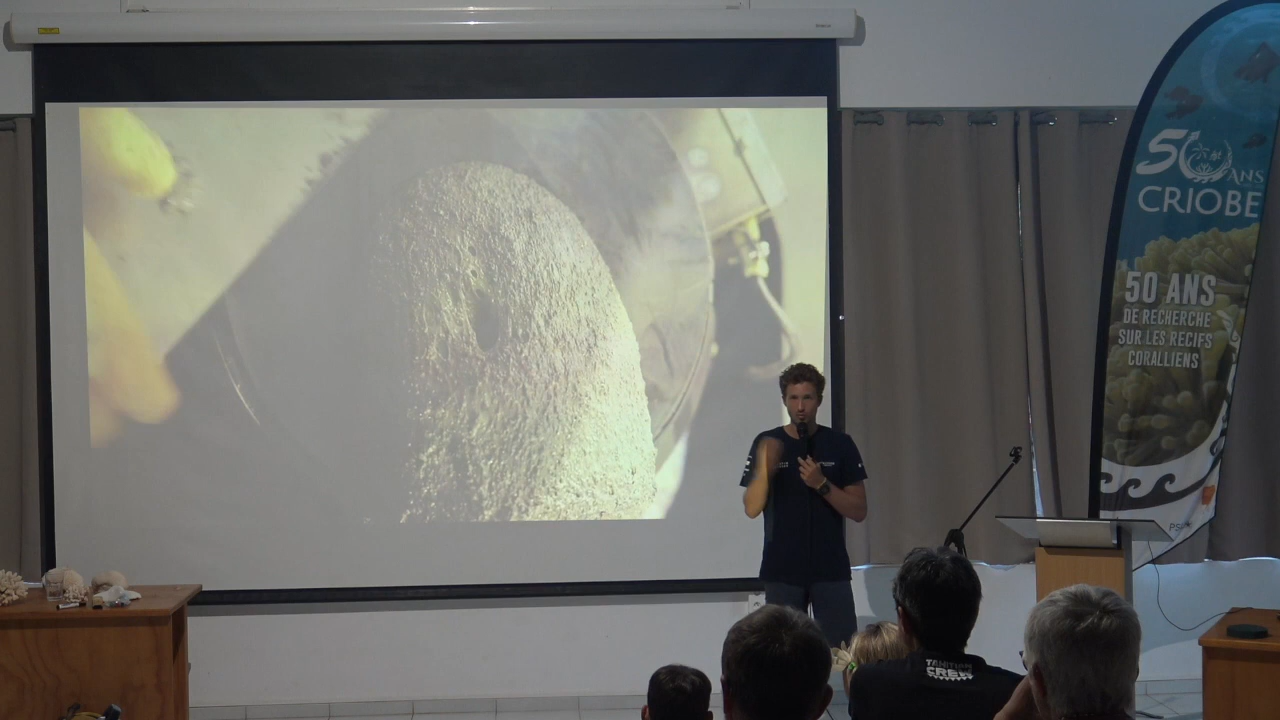 50 ANS
CRIOBE
50 ANS
DE RECHERCHE
SUR LES RECIFS
CORALLIENS
TAHITIAN
CREW